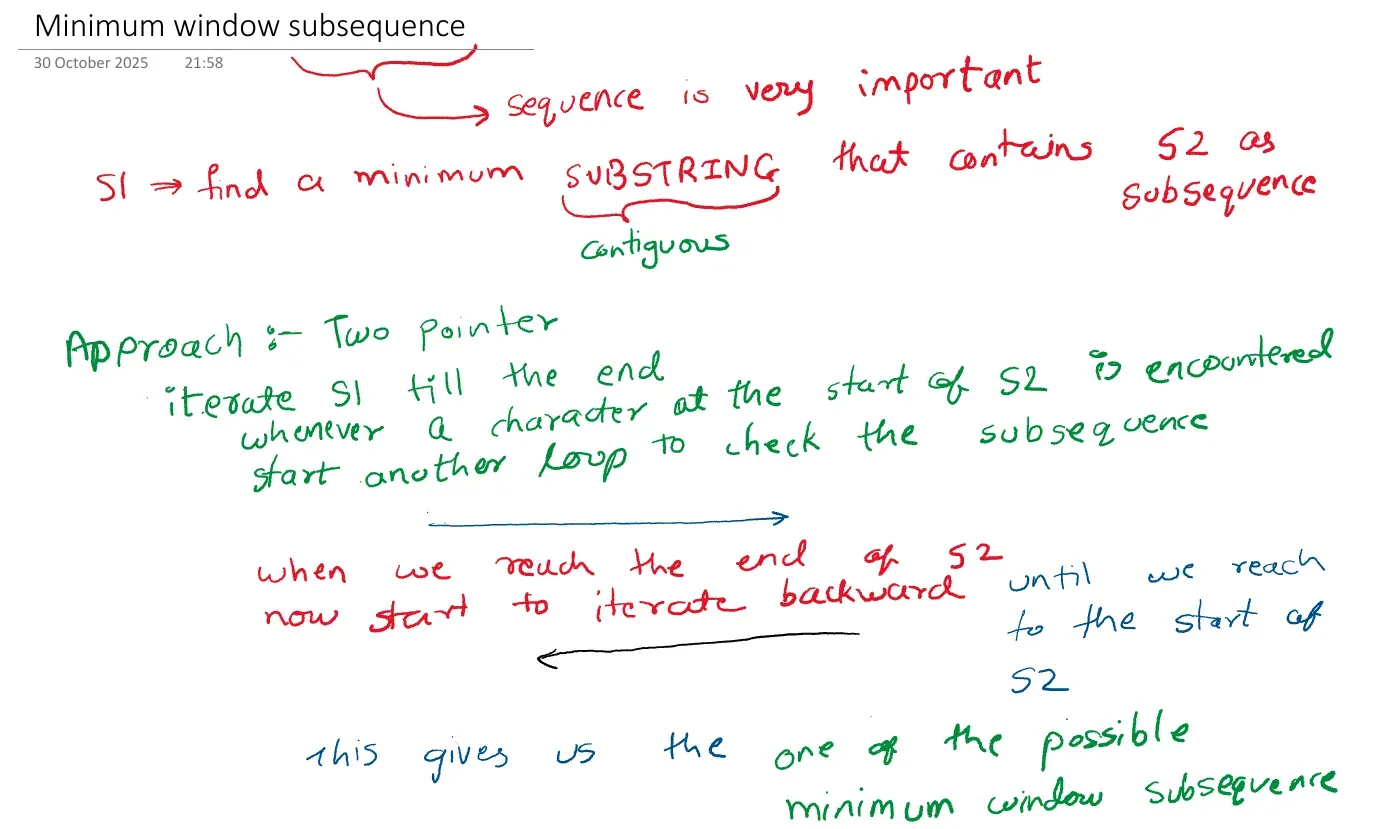 Minimum window subsequence
30 October 2025 21:58
sequence is very important
S1 ⇒ find a minimum SUBSTRING that contains S2 as
subsequence
contiguous
Approach :- Two pointer
iterate S1 till the end
whenever a character at the start of S2 is encountered
start another loop to check the subsequence
when we reach the end of S2
now start to iterate backward until we reach
to the start of
S2
This gives us the one of the possible
minimum window subsequence